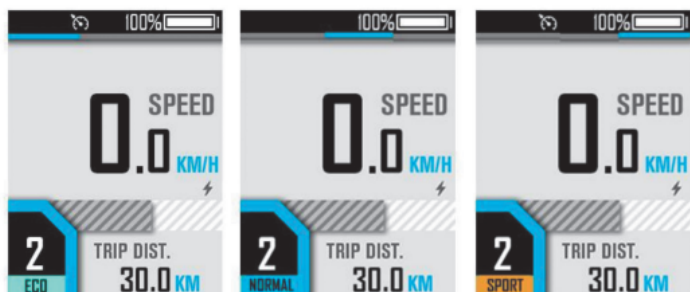 100%
SPEED
0.0 KM/H
2
ECO
TRIP DIST.
30.0 KM
100%
SPEED
0.0 KM/H
2
NORMAL
TRIP DIST.
30.0 KM
100%
SPEED
0.0 KM/H
2
SPORT
TRIP DIST.
30.0 KM